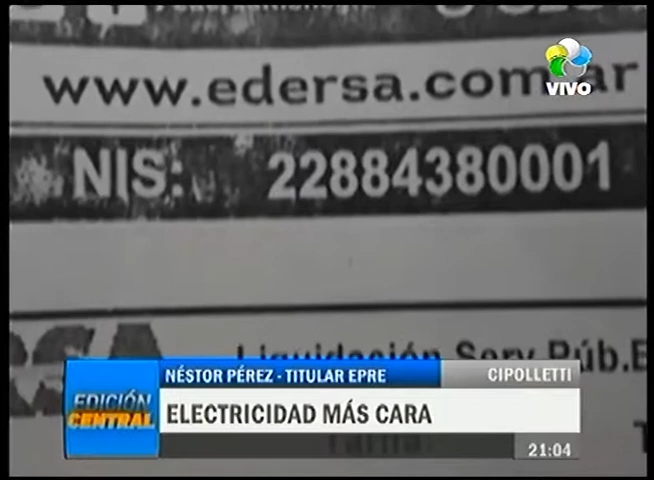 www.edersa.com.ar
VIVO
NIS: 22884380001
Liquidación Serv.Púb.E
NÉSTOR PÉREZ - TITULAR EPRE
CIPOLLETTI
EDICIÓN
CENTRAL
ELECTRICIDAD MÁS CARA
21:04